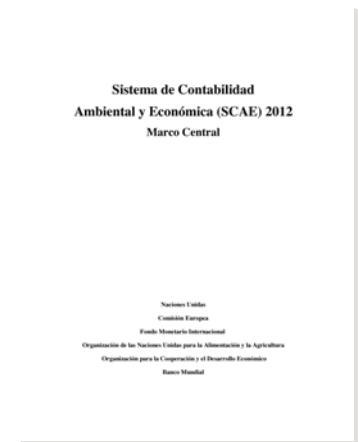 Sistema de Contabilidad
Ambiental y Económica (SCAE) 2012
Marco Central
Naciones Unidas
Comisión Europea
Fondo Monetario Internacional
Organización de las Naciones Unidas para la Alimentación y la Agricultura
Organización para la Cooperación y el Desarrollo Económico
Banco Mundial